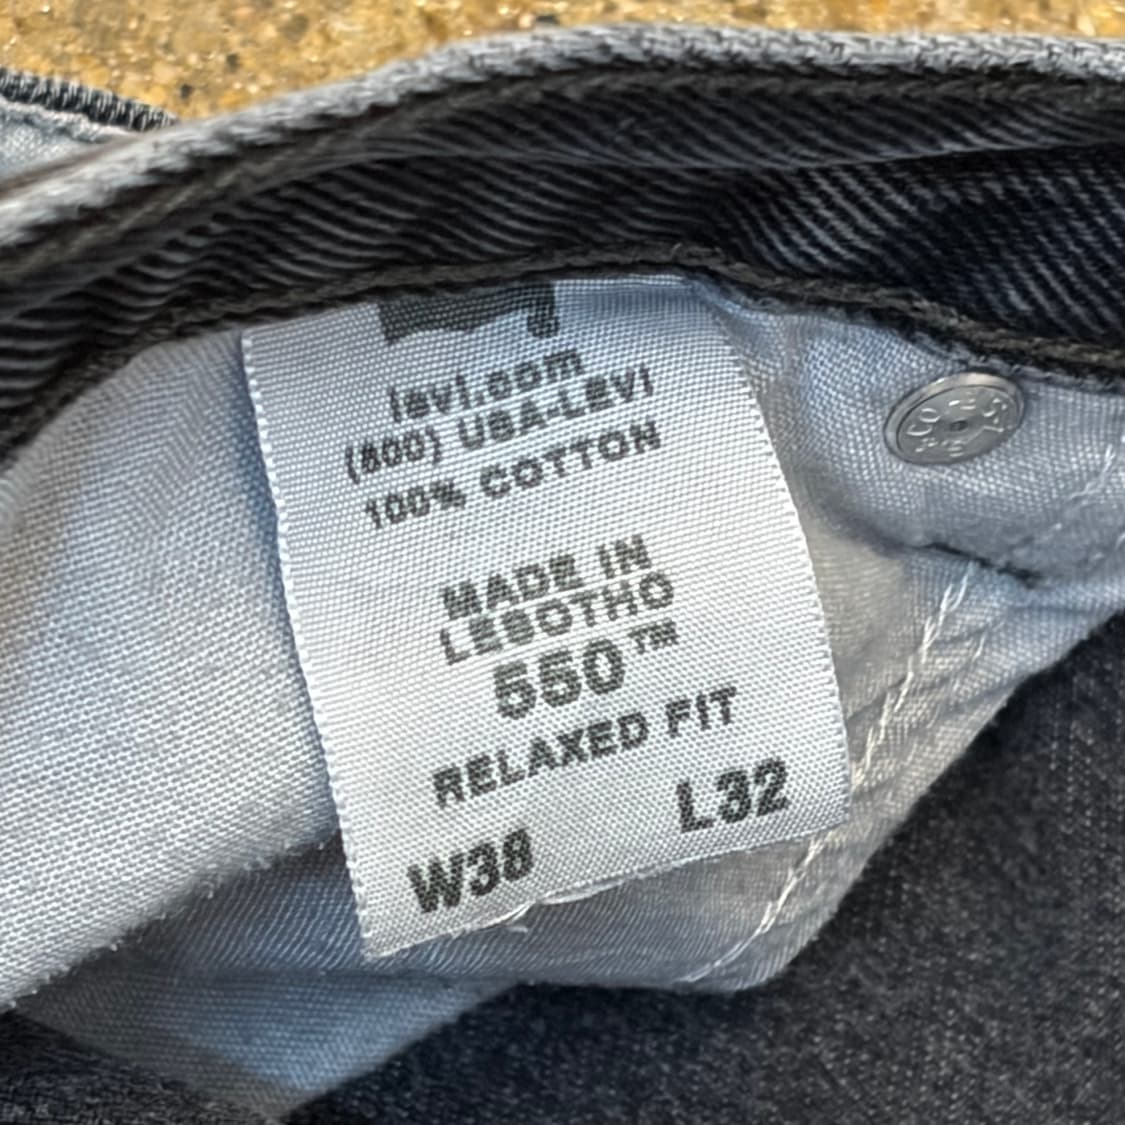 levi.com
(800) USA-LEVI
100% COTTON
MADE IN
LESOTHO
550™
RELAXED FIT
W38 L32